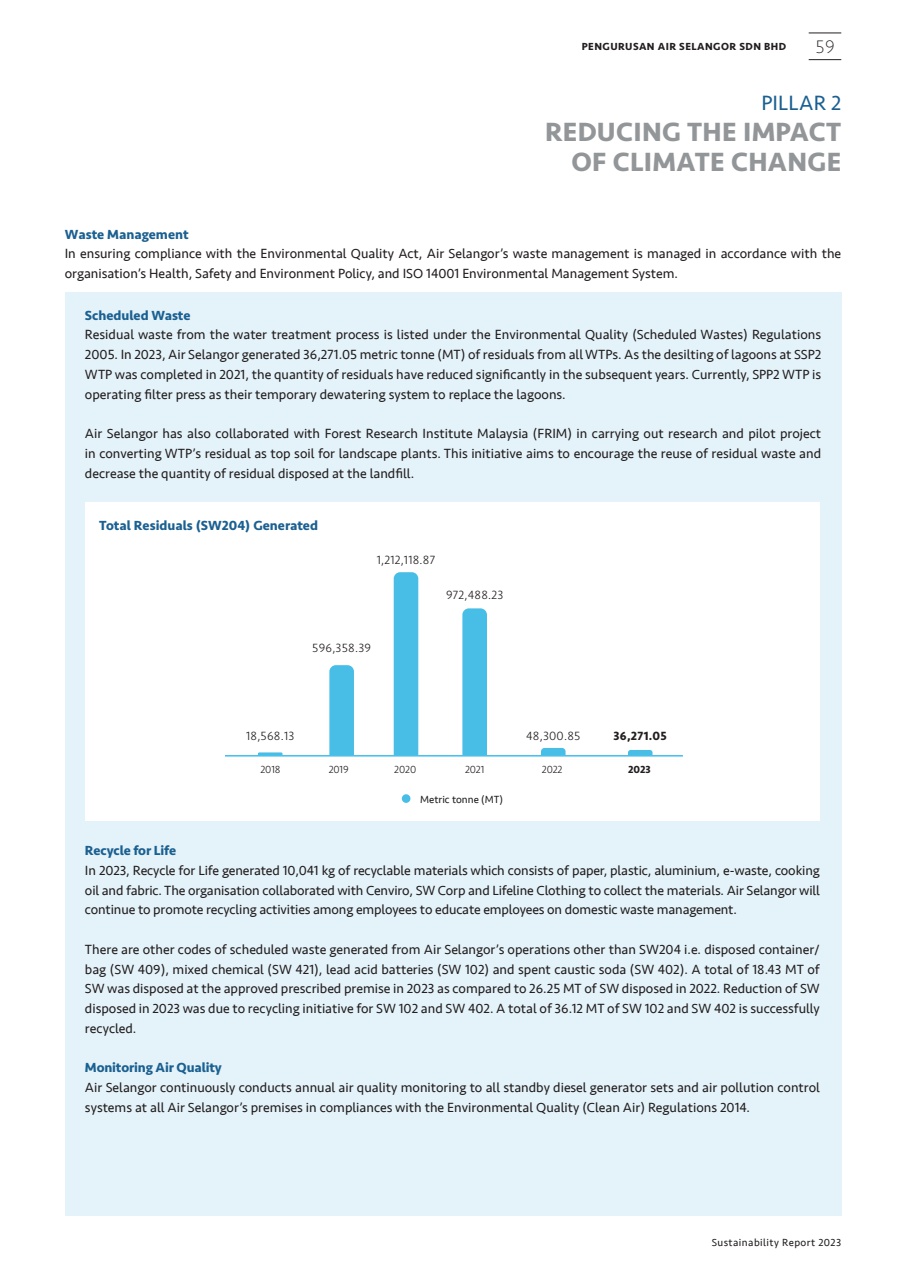 PENGURUSAN AIR SELANGOR SDN BHD 59
PILLAR 2
REDUCING THE IMPACT
OF CLIMATE CHANGE
Waste Management
In ensuring compliance with the Environmental Quality Act, Air Selangor's waste management is managed in accordance with the
organisation's Health, Safety and Environment Policy, and ISO 14001 Environmental Management System.
Scheduled Waste
Residual waste from the water treatment process is listed under the Environmental Quality (Scheduled Wastes) Regulations
2005. In 2023, Air Selangor generated 36,271.05 metric tonne (MT) of residuals from all WTPs. As the desilting of lagoons at SSP2
WTP was completed in 2021, the quantity of residuals have reduced significantly in the subsequent years. Currently, SPP2 WTP is
operating filter press as their temporary dewatering system to replace the lagoons.
Air Selangor has also collaborated with Forest Research Institute Malaysia (FRIM) in carrying out research and pilot project
in converting WTP's residual as top soil for landscape plants. This initiative aims to encourage the reuse of residual waste and
decrease the quantity of residual disposed at the landfill.
Total Residuals (SW204) Generated
1,212,118.87
972,488.23
596,358.39
18,568.13 48,300.85 36,271.05
2018 2019 2020 2021 2022 2023
Metric tonne (MT)
Recycle for Life
In 2023, Recycle for Life generated 10,041 kg of recyclable materials which consists of paper, plastic, aluminium, e-waste, cooking
oil and fabric. The organisation collaborated with Cenviro, SW Corp and Lifeline Clothing to collect the materials. Air Selangor will
continue to promote recycling activities among employees to educate employees on domestic waste management.
There are other codes of scheduled waste generated from Air Selangor's operations other than SW204 i.e. disposed container/
bag (SW 409), mixed chemical (SW 421), lead acid batteries (SW 102) and spent caustic soda (SW 402). A total of 18.43 MT of
SW was disposed at the approved prescribed premise in 2023 as compared to 26.25 MT of SW disposed in 2022. Reduction of SW
disposed in 2023 was due to recycling initiative for SW 102 and SW 402. A total of 36.12 MT of SW 102 and SW 402 is successfully
recycled.
Monitoring Air Quality
Air Selangor continuously conducts annual air quality monitoring to all standby diesel generator sets and air pollution control
systems at all Air Selangor's premises in compliances with the Environmental Quality (Clean Air) Regulations 2014.
Sustainability Report 2023